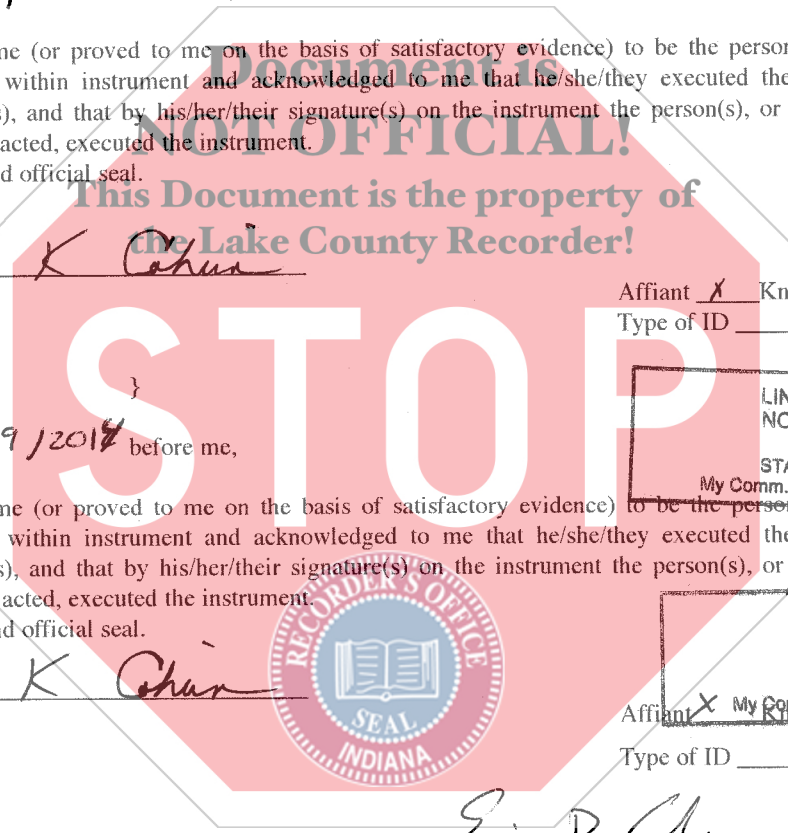 Document is
me (or proved to me on the basis of satisfactory evidence) to be the person
within instrument and acknowledged to me that he/she/they executed the
s), and that by his/her/their signature(s) on the instrument the person(s), or
NOT OFFICIAL!
acted, executed the instrument.
d official seal.
This Document is the property of
the Lake County Recorder!
K
Affiant X Kn
Type of ID
STOP
}
9/2014 before me,
LIN
NO
STA
My Comm.
me (or proved to me on the basis of satisfactory evidence) to be the person
within instrument and acknowledged to me that he/she/they executed the
s), and that by his/her/their signature(s) on the instrument the person(s), or
acted, executed the instrument.
nd official seal.
RECORDER'S OFFICE
SEAL
INDIANA
K
Affiant X My Co
Type of ID